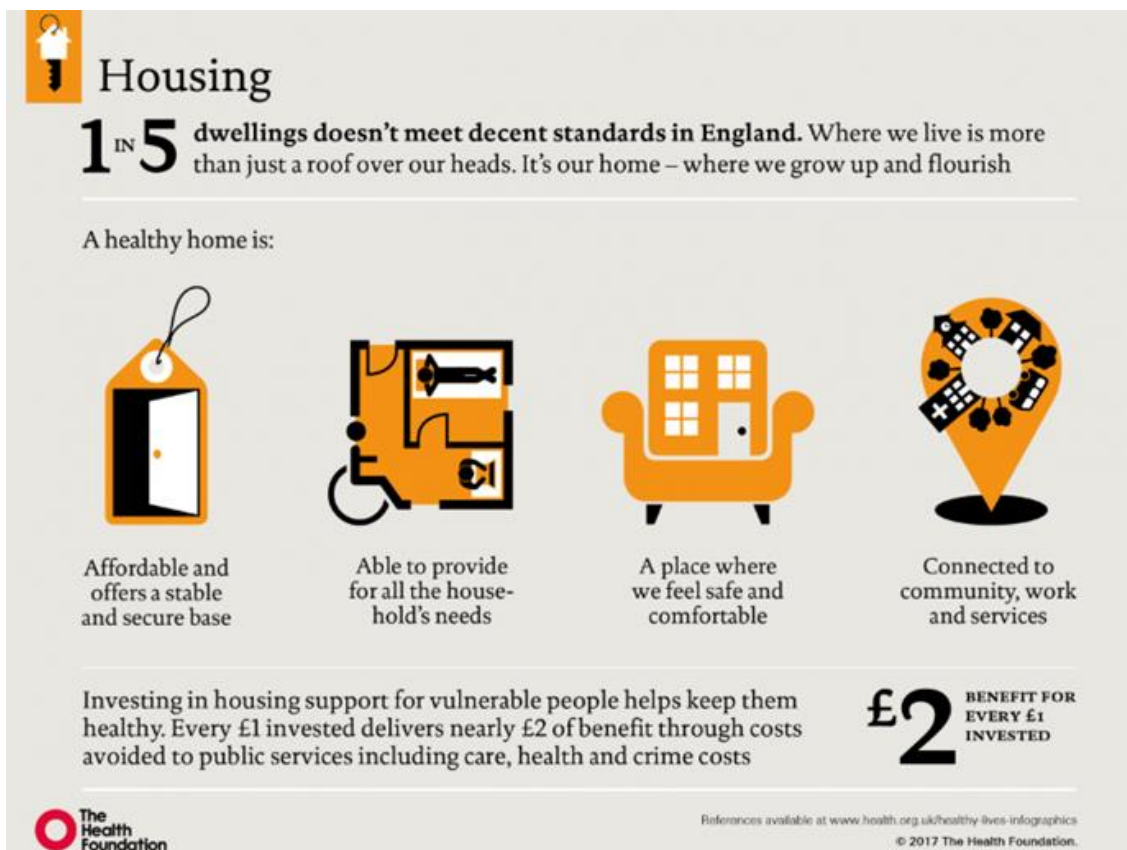 Housing
1 IN 5 dwellings doesn't meet decent standards in England. Where we live is more
than just a roof over our heads. It's our home – where we grow up and flourish
A healthy home is:
Affordable and
offers a stable
and secure base
Able to provide
for all the house-
hold's needs
A place where
we feel safe and
comfortable
Connected to
community, work
and services
Investing in housing support for vulnerable people helps keep them
healthy. Every £1 invested delivers nearly £2 of benefit through costs
avoided to public services including care, health and crime costs
£2
BENEFIT FOR
EVERY £1
INVESTED
The
Health
Foundation
References available at www.health.org.uk/healthy-lives-infographics
© 2017 The Health Foundation.